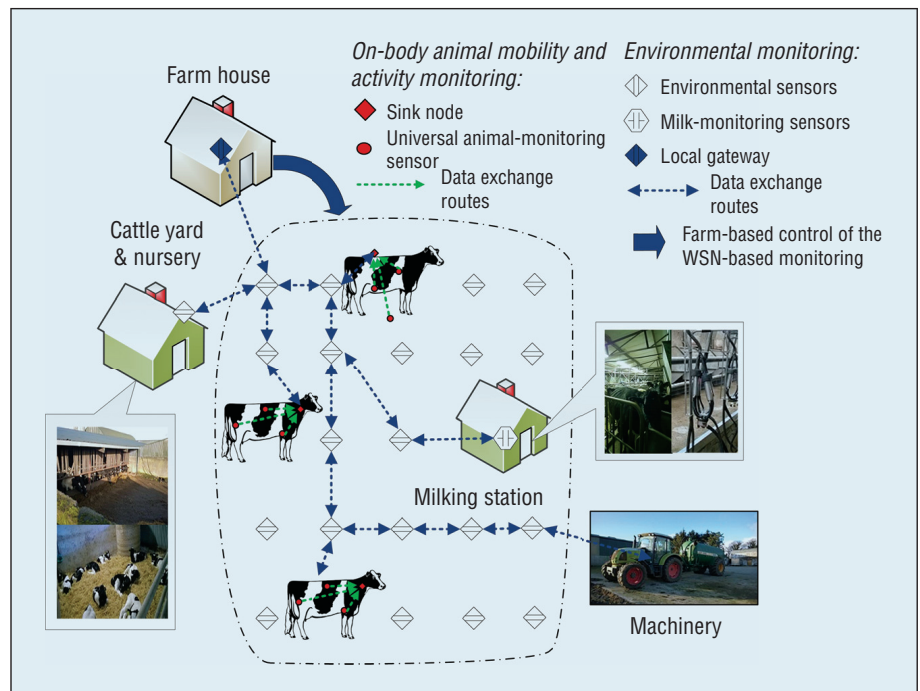 Farm house
On-body animal mobility and
activity monitoring:
Sink node
Universal animal-monitoring
sensor
Data exchange
routes
Environmental monitoring:
Environmental sensors
Milk-monitoring sensors
Local gateway
Data exchange
routes
Farm-based control of the
WSN-based monitoring
Cattle yard
& nursery
Milking station
Machinery